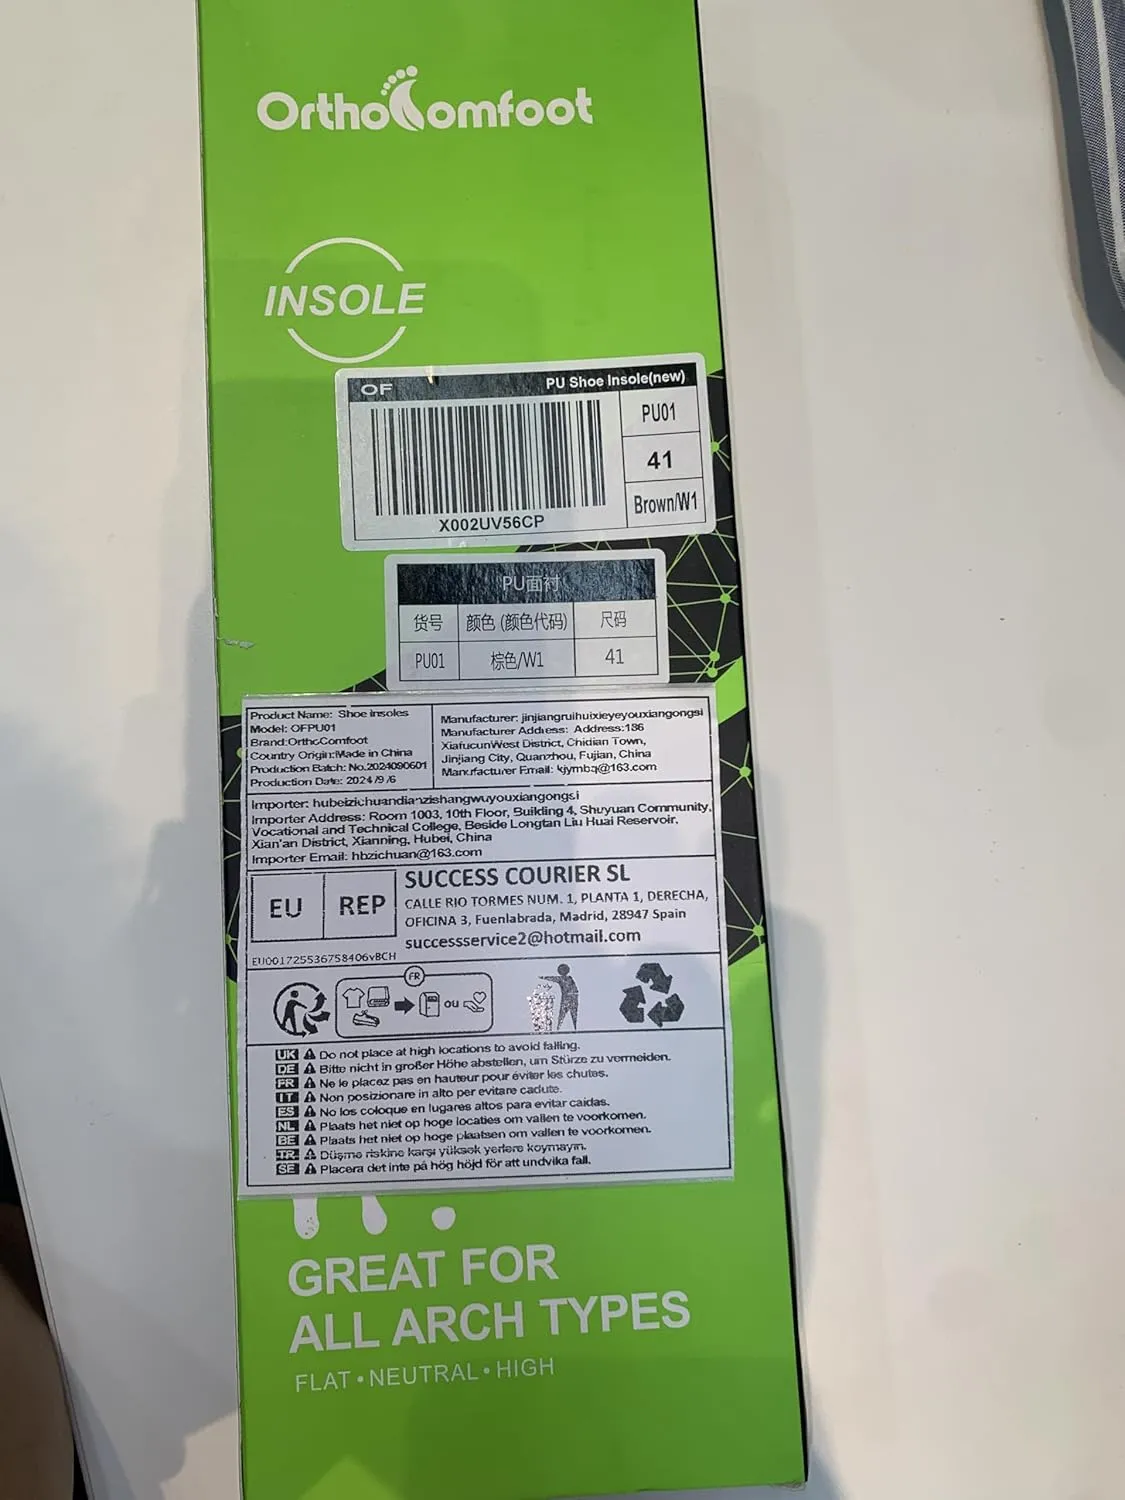 OrthoComfoot
INSOLE
OF PU Shoe Insole(new)
PU01
41
Brown/W1
X002UV56CP
PU面衬
货号 颜色 (颜色代码) 尺码
PU01 棕色/W1 41
Product Name: Shoe insoles
Model: OFPU01
Brand:OrthoComfoot
Country Origin:Made in China
Production Batch: No.2024090601
Production Date: 2024/9/6
Manufacturer: jinjiangruihuixieyeyouxiangongsi
Manufacturer Address: Address:186
XiafucunWest District, Chidian Town,
Jinjiang City, Quanzhou, Fujian, China
Manufacturer Email: kjymbq@163.com
Importer: hubeizichuandianzishangwuyouxiangongsi
Importer Address: Room 1003, 10th Floor, Building 4, Shuyuan Community,
Vocational and Technical College, Beside Longtan Liu Huai Reservoir,
Xian'an District, Xianning, Hubei, China
Importer Email: hbzichuan@163.com
EU REP
SUCCESS COURIER SL
CALLE RIO TORMES NUM. 1, PLANTA 1, DERECHA,
OFICINA 3, Fuenlabrada, Madrid, 28947 Spain
successservice2@hotmail.com
EU001725536758406vBCH
FR
ou
UK Do not place at high locations to avoid falling.
DE Bitte nicht in großer Höhe abstellen, um Stürze zu vermeiden.
FR Ne le placez pas en hauteur pour éviter les chutes.
IT Non posizionare in alto per evitare cadute.
ES No los coloque en lugares altos para evitar caídas.
NL Plaats het niet op hoge locaties om vallen te voorkomen.
BE Plaats het niet op hoge plaatsen om vallen te voorkomen.
TR Düşme riskine karşı yüksek yerlere koymayın.
SE Placera det inte på hög höjd för att undvika fall.
GREAT FOR
ALL ARCH TYPES
FLAT • NEUTRAL • HIGH